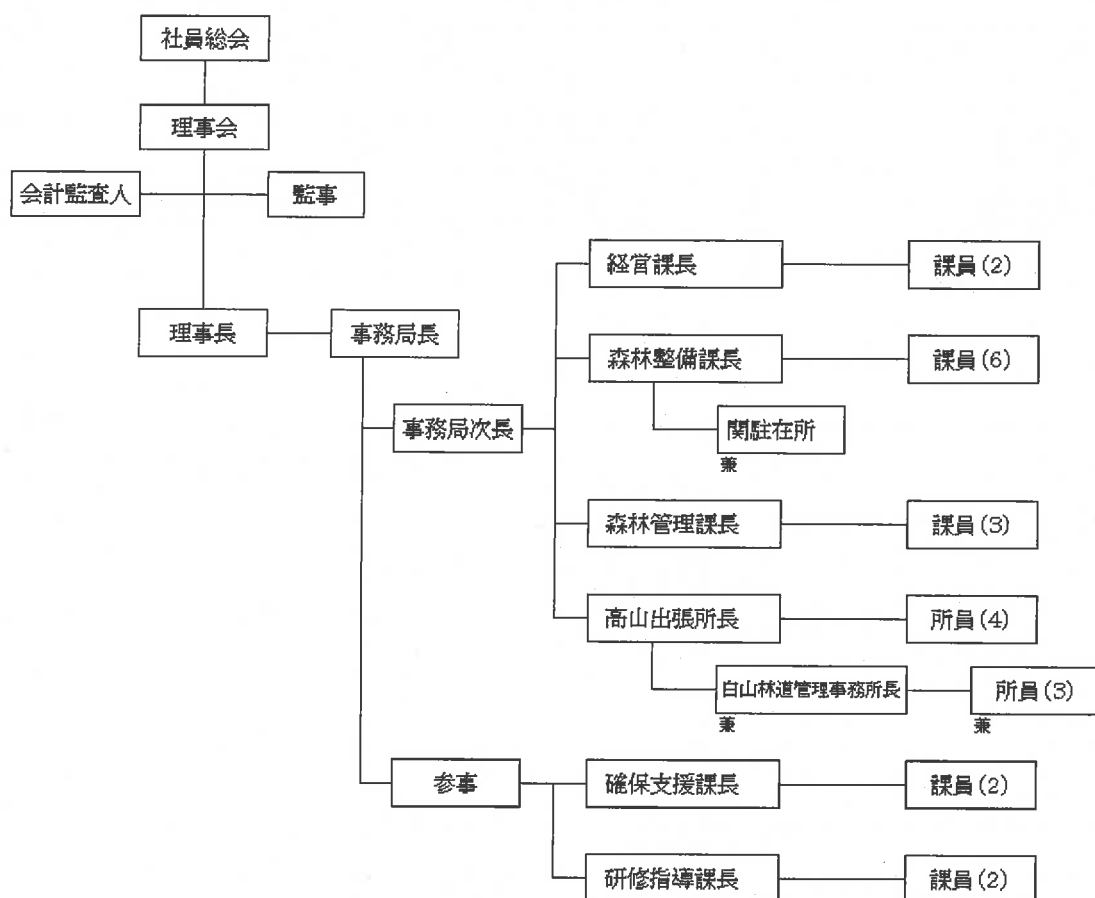 社員総会
理事会
会計監査人
監事
理事長
事務局長
経営課長
課員(2)
森林整備課長
課員(6)
事務局次長
関駐在所
兼
森林管理課長
課員(3)
高山出張所長
所員(4)
白山林道管理事務所長
所員(3)
兼
兼
参事
確保支援課長
課員(2)
研修指導課長
課員(2)